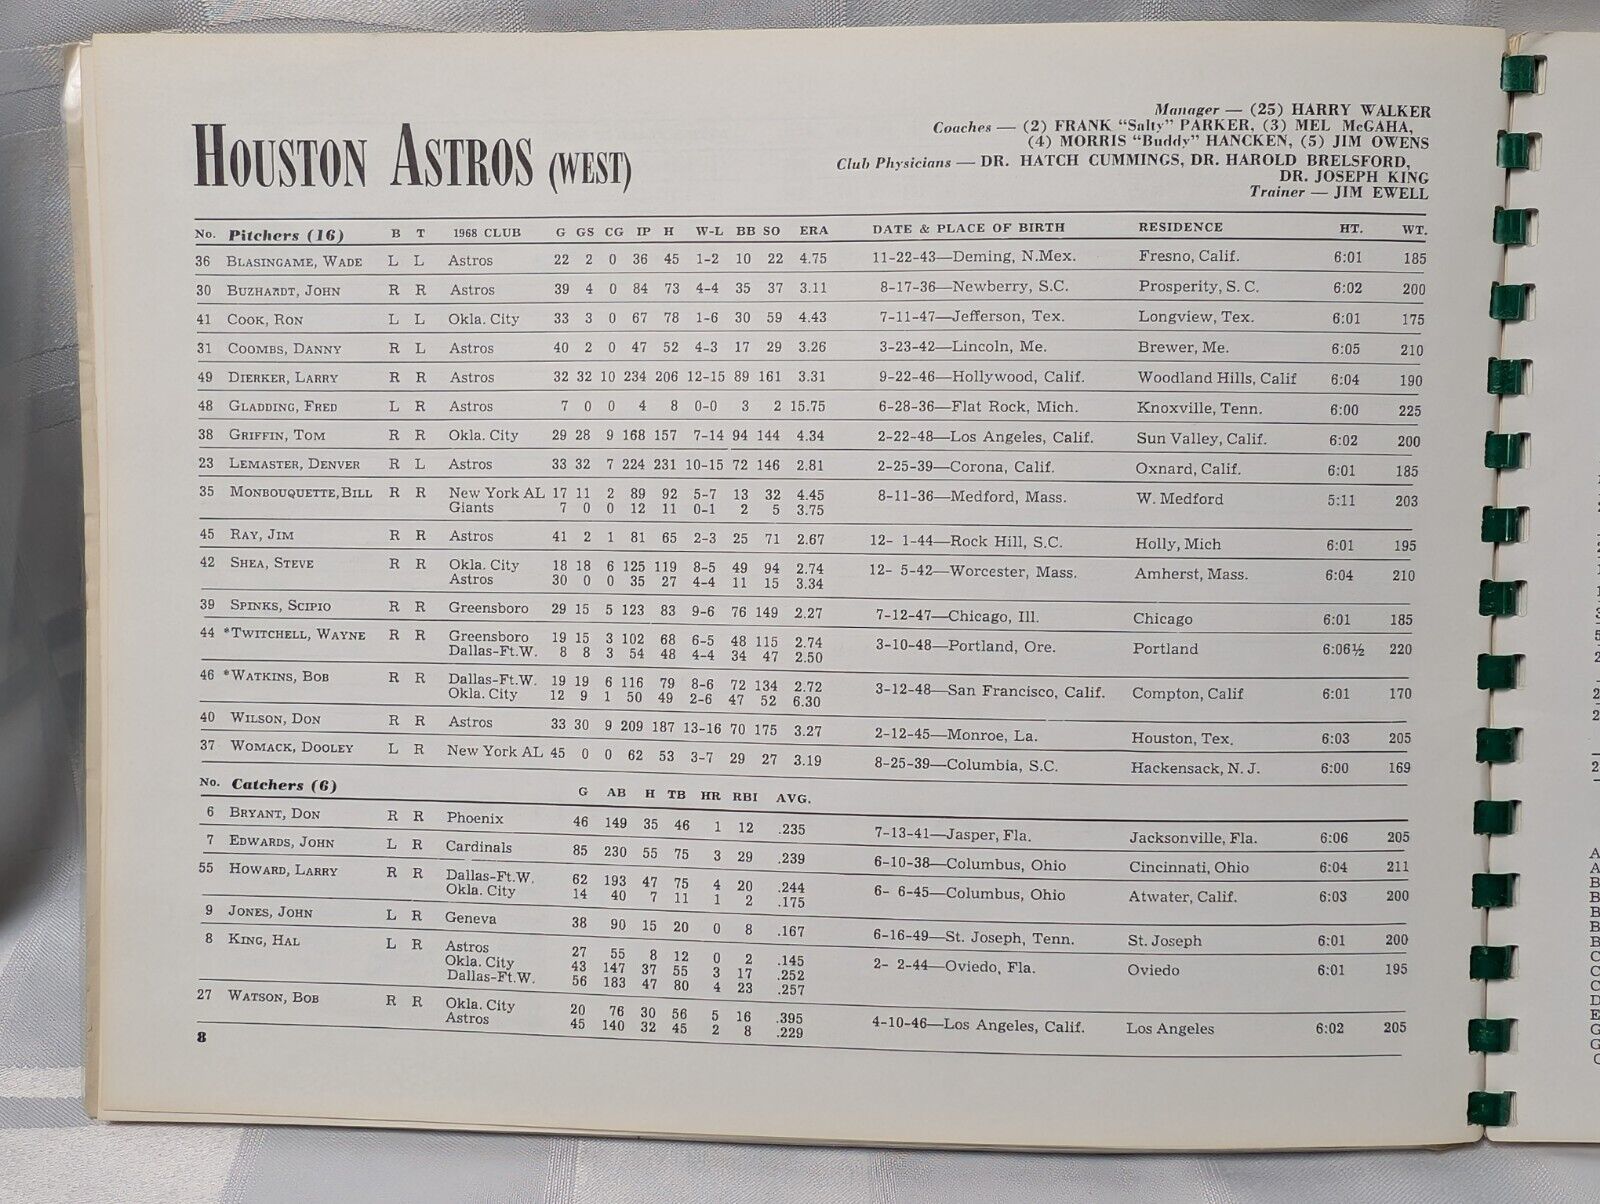 HOUSTON ASTROS (WEST)
Manager — (25) HARRY WALKER
Coaches — (2) FRANK "Salty" PARKER, (3) MEL McGAHA,
(4) MORRIS "Buddy" HANCKEN, (5) JIM OWENS
Club Physicians — DR. HATCH CUMMINGS, DR. HAROLD BRELSFORD,
DR. JOSEPH KING
Trainer — JIM EWELL
No. Pitchers (16) B T 1968 CLUB G GS CG IP H W-L BB SO ERA DATE & PLACE OF BIRTH RESIDENCE HT. WT.
36 BLASINGAME, WADE L L Astros 22 2 0 36 45 1-2 10 22 4.75 11-22-43—Deming, N.Mex. Fresno, Calif. 6:01 185
30 BUZHARDT, JOHN R R Astros 39 4 0 84 73 4-4 35 37 3.11 8-17-36—Newberry, S.C. Prosperity, S.C. 6:02 200
41 COOK, RON L L Okla. City 33 3 0 67 78 1-6 30 59 4.43 7-11-47—Jefferson, Tex. Longview, Tex. 6:01 175
31 COOMBS, DANNY R L Astros 40 2 0 47 52 4-3 17 29 3.26 3-23-42—Lincoln, Me. Brewer, Me. 6:05 210
49 DIERKER, LARRY R R Astros 32 32 10 234 206 12-15 89 161 3.31 9-22-46—Hollywood, Calif. Woodland Hills, Calif 6:04 190
48 GLADDING, FRED L R Astros 7 0 0 4 8 0-0 3 2 15.75 6-28-36—Flat Rock, Mich. Knoxville, Tenn. 6:00 225
38 GRIFFIN, TOM R R Okla. City 29 28 9 168 157 7-14 94 144 4.34 2-22-48—Los Angeles, Calif. Sun Valley, Calif. 6:02 200
23 LEMASTER, DENVER R L Astros 33 32 7 224 231 10-15 72 146 2.81 2-25-39—Corona, Calif. Oxnard, Calif. 6:01 185
35 MONBOUQUETTE, BILL R R New York AL 17 11 2 89 92 5-7 13 32 4.45 8-11-36—Medford, Mass. W. Medford 5:11 203
Giants 7 0 0 12 11 0-1 2 5 3.75
45 RAY, JIM R R Astros 41 2 1 81 65 2-3 25 71 2.67 12- 1-44—Rock Hill, S.C. Holly, Mich 6:01 195
42 SHEA, STEVE R R Okla. City 18 18 6 125 119 8-5 49 94 2.74 12- 5-42—Worcester, Mass. Amherst, Mass. 6:04 210
Astros 30 0 0 35 27 4-4 11 15 3.34
39 SPINKS, SCIPIO R R Greensboro 29 15 5 123 83 9-6 76 149 2.27 7-12-47—Chicago, Ill. Chicago 6:01 185
44 *TWITCHELL, WAYNE R R Greensboro 19 15 3 102 68 6-5 48 115 2.74 3-10-48—Portland, Ore. Portland 6:06½ 220
Dallas-Ft.W. 8 8 3 54 48 4-4 34 47 2.50
46 *WATKINS, BOB R R Dallas-Ft.W. 19 19 6 116 79 8-6 72 134 2.72 3-12-48—San Francisco, Calif. Compton, Calif 6:01 170
Okla. City 12 9 1 50 49 2-6 47 52 6.30
40 WILSON, DON R R Astros 33 30 9 209 187 13-16 70 175 3.27 2-12-45—Monroe, La. Houston, Tex. 6:03 205
37 WOMACK, DOOLEY L R New York AL 45 0 0 62 53 3-7 29 27 3.19 8-25-39—Columbia, S.C. Hackensack, N.J. 6:00 169
No. Catchers (6) G AB H TB HR RBI AVG.
6 BRYANT, DON R R Phoenix 46 149 35 46 1 12 .235 7-13-41—Jasper, Fla. Jacksonville, Fla. 6:06 205
7 EDWARDS, JOHN L R Cardinals 85 230 55 75 3 29 .239 6-10-38—Columbus, Ohio Cincinnati, Ohio 6:04 211
55 HOWARD, LARRY R R Dallas-Ft.W. 62 193 47 75 4 20 .244 6- 6-45—Columbus, Ohio Atwater, Calif. 6:03 200
Okla. City 14 40 7 11 1 2 .175
9 JONES, JOHN L R Geneva 38 90 15 20 0 8 .167 6-16-49—St. Joseph, Tenn. St. Joseph 6:01 200
8 KING, HAL L R Astros 27 55 8 12 0 2 .145 2- 2-44—Oviedo, Fla. Oviedo 6:01 195
Okla. City 43 147 37 55 3 17 .252
Dallas-Ft.W. 56 183 47 80 4 23 .257
27 WATSON, BOB R R Okla. City 20 76 30 56 5 16 .395 4-10-46—Los Angeles, Calif. Los Angeles 6:02 205
Astros 45 140 32 45 2 8 .229
8